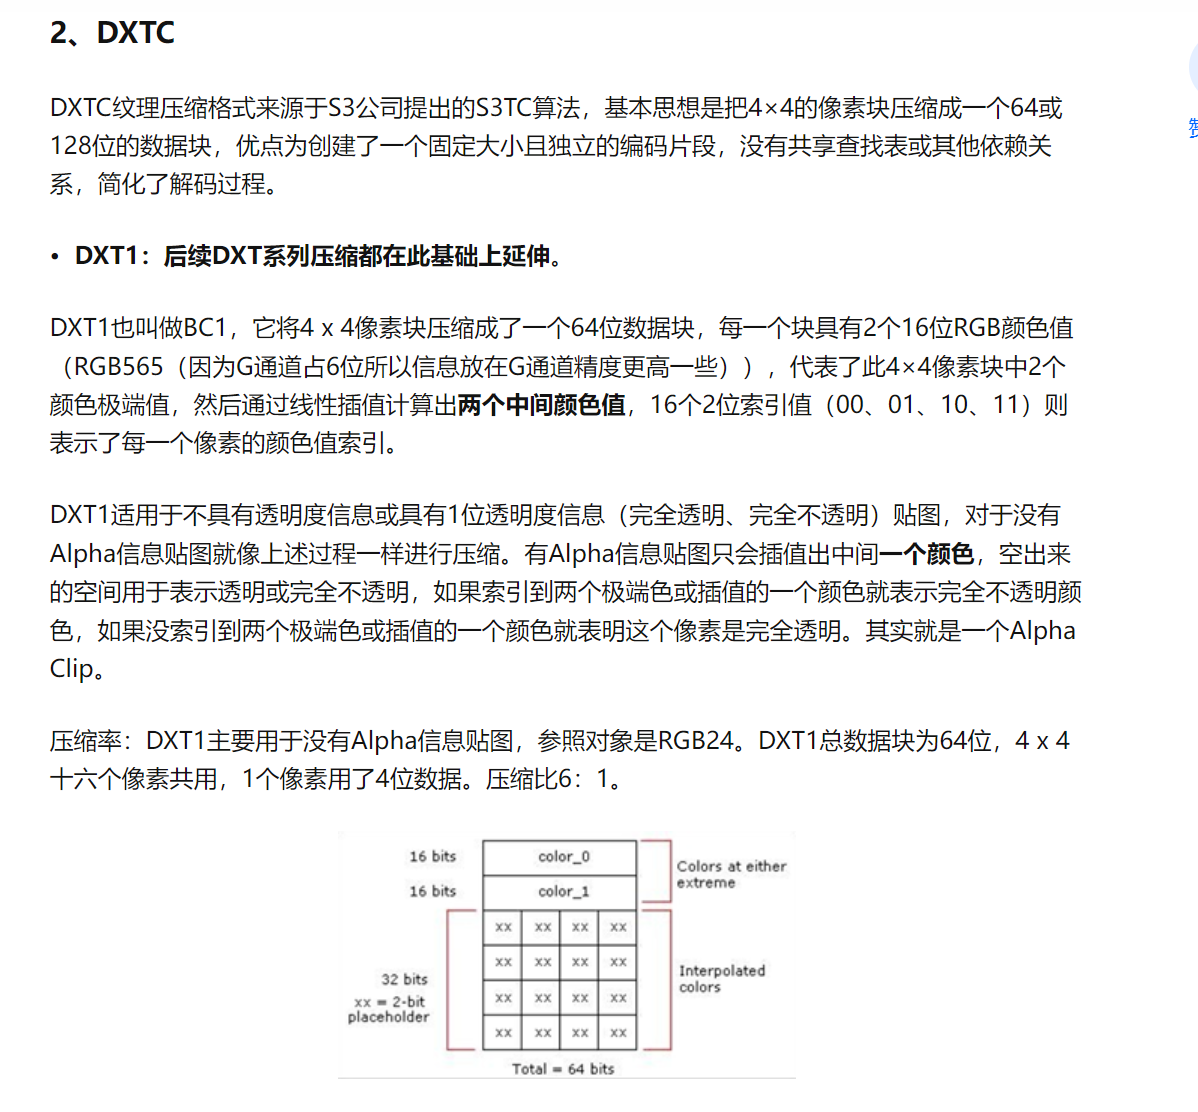 2、DXTC
DXTC纹理压缩格式来源于S3公司提出的S3TC算法，基本思想是把4×4的像素块压缩成一个64或
128位的数据块，优点为创建了一个固定大小且独立的编码片段，没有共享查找表或其他依赖关
系，简化了解码过程。
• DXT1：后续DXT系列压缩都在此基础上延伸。
DXT1也叫做BC1，它将4 x 4像素块压缩成了一个64位数据块，每一个块具有2个16位RGB颜色值
（RGB565（因为G通道占6位所以信息放在G通道精度更高一些）），代表了此4×4像素块中2个
颜色极端值，然后通过线性插值计算出两个中间颜色值，16个2位索引值（00、01、10、11）则
表示了每一个像素的颜色值索引。
DXT1适用于不具有透明度信息或具有1位透明度信息（完全透明、完全不透明）贴图，对于没有
Alpha信息贴图就像上述过程一样进行压缩。有Alpha信息贴图只会插值出中间一个颜色，空出来
的空间用于表示透明或完全不透明，如果索引到两个极端色或插值的一个颜色就表示完全不透明颜
色，如果没索引到两个极端色或插值的一个颜色就表明这个像素是完全透明。其实就是一个Alpha
Clip。
压缩率：DXT1主要用于没有Alpha信息贴图，参照对象是RGB24。DXT1总数据块为64位，4 x 4
十六个像素共用，1个像素用了4位数据。压缩比6：1。
16 bits color_0
Colors at either
extreme
16 bits color_1
xx xx xx xx
xx xx xx xx
xx xx xx xx
xx xx xx xx
32 bits
xx = 2-bit
placeholder
Interpolated
colors
Total = 64 bits